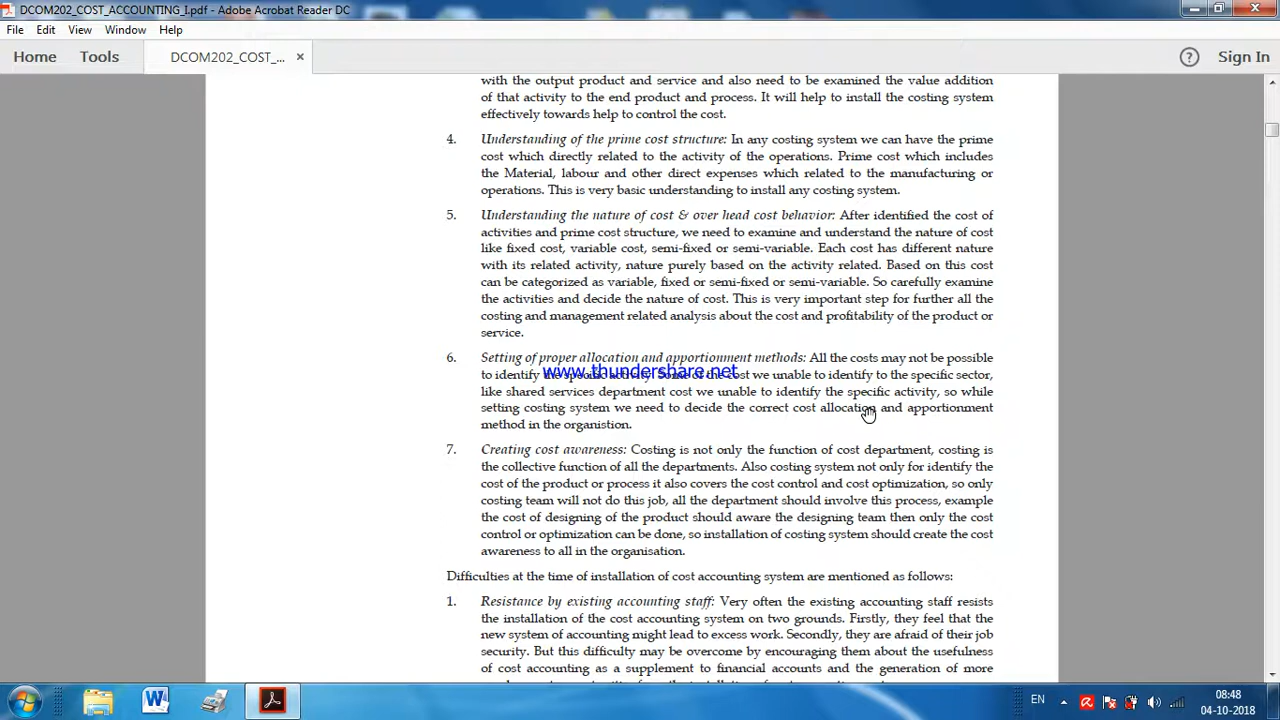 DCOM202_COST_ACCOUNTING_I.pdf - Adobe Acrobat Reader DC
File Edit View Window Help
Home Tools DCOM202_COST_... × ? Sign In
with the output product and service and also need to be examined the value addition
of that activity to the end product and process. It will help to install the costing system
effectively towards help to control the cost.
4. Understanding of the prime cost structure: In any costing system we can have the prime
cost which directly related to the activity of the operations. Prime cost which includes
the Material, labour and other direct expenses which related to the manufacturing or
operations. This is very basic understanding to install any costing system.
5. Understanding the nature of cost & over head cost behavior: After identified the cost of
activities and prime cost structure, we need to examine and understand the nature of cost
like fixed cost, variable cost, semi-fixed or semi-variable. Each cost has different nature
with its related activity, nature purely based on the activity related. Based on this cost
can be categorized as variable, fixed or semi-fixed or semi-variable. So carefully examine
the activities and decide the nature of cost. This is very important step for further all the
costing and management related analysis about the cost and profitability of the product or
service.
6. Setting of proper allocation and apportionment methods: All the costs may not be possible
www.thundershare.net
to identify the specific activity. Some of the cost we unable to identify to the specific sector,
like shared services department cost we unable to identify the specific activity, so while
setting costing system we need to decide the correct cost allocation and apportionment
method in the organistion.
7. Creating cost awareness: Costing is not only the function of cost department, costing is
the collective function of all the departments. Also costing system not only for identify the
cost of the product or process it also covers the cost control and cost optimization, so only
costing team will not do this job, all the department should involve this process, example
the cost of designing of the product should aware the designing team then only the cost
control or optimization can be done, so installation of costing system should create the cost
awareness to all in the organisation.
Difficulties at the time of installation of cost accounting system are mentioned as follows:
1. Resistance by existing accounting staff: Very often the existing accounting staff resists
the installation of the cost accounting system on two grounds. Firstly, they feel that the
new system of accounting might lead to excess work. Secondly, they are afraid of their job
security. But this difficulty may be overcome by encouraging them about the usefulness
of cost accounting as a supplement to financial accounts and the generation of more
EN 08:48
04-10-2018